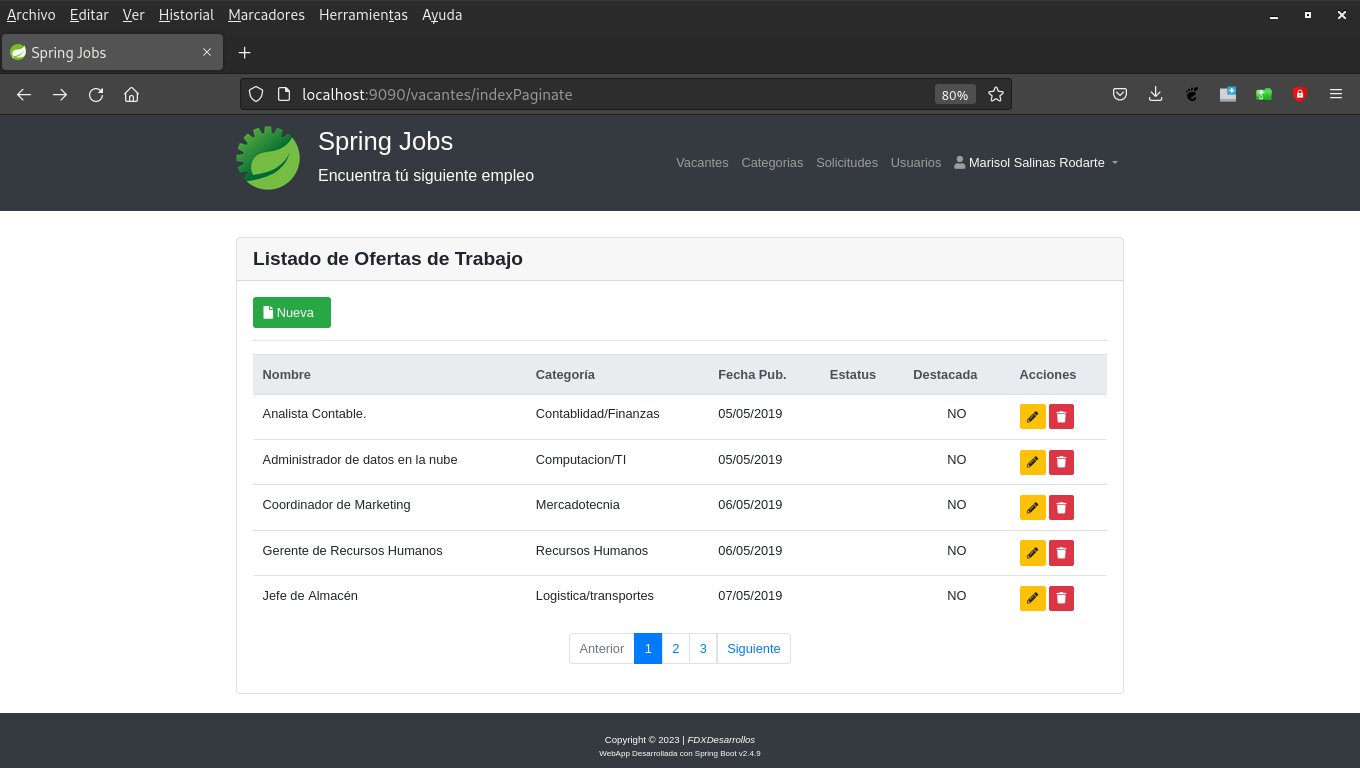 Archivo Editar Ver Historial Marcadores Herramientas Ayuda
Spring Jobs
localhost:9090/vacantes/indexPaginate 80%
Spring Jobs
Encuentra tú siguiente empleo
Vacantes Categorias Solicitudes Usuarios Marisol Salinas Rodarte
Listado de Ofertas de Trabajo
Nueva
Nombre Categoría Fecha Pub. Estatus Destacada Acciones
Analista Contable. Contablidad/Finanzas 05/05/2019 NO
Administrador de datos en la nube Computacion/TI 05/05/2019 NO
Coordinador de Marketing Mercadotecnia 06/05/2019 NO
Gerente de Recursos Humanos Recursos Humanos 06/05/2019 NO
Jefe de Almacén Logistica/transportes 07/05/2019 NO
Anterior 1 2 3 Siguiente
Copyright © 2023 | FDXDesarrollos
WebApp Desarrollada con Spring Boot v2.4.9